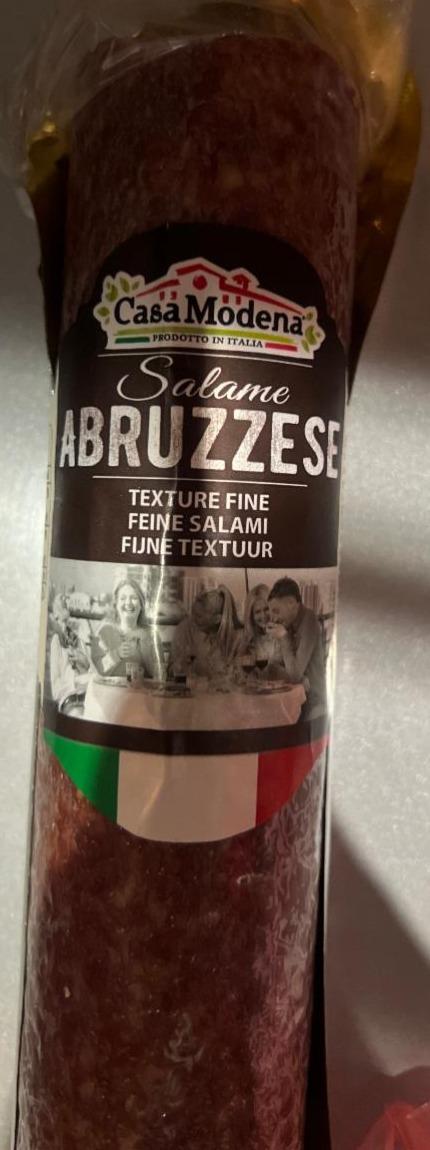 Casa Modena
PRODOTTO IN ITALIA
Salame
ABRUZZESE
TEXTURE FINE
FEINE SALAMI
FIJNE TEXTUUR